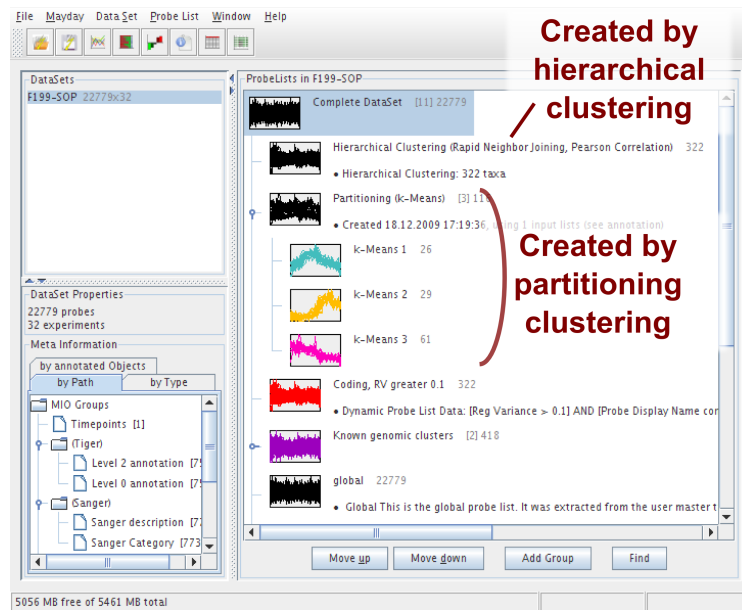 File Mayday Data Set Probe List Window Help
DataSets
F199-SOP 22779x32
DataSet Properties
22779 probes
32 experiments
Meta Information
by annotated Objects
by Path by Type
MIO Groups
Timepoints [1]
(Tiger)
Level 2 annotation [75
Level 0 annotation [75
(Sanger)
Sanger description [77
Sanger Category [773
ProbeLists in F199-SOP
Complete DataSet [11] 22779
Hierarchical Clustering (Rapid Neighbor Joining, Pearson Correlation) 322
• Hierarchical Clustering: 322 taxa
Partitioning (k-Means) [3] 116
• Created 18.12.2009 17:19:36, using 1 input lists (see annotation)
k-Means 1 26
k-Means 2 29
k-Means 3 61
Coding, RV greater 0.1 322
• Dynamic Probe List Data: [Reg Variance > 0.1] AND [Probe Display Name con
Known genomic clusters [2] 418
global 22779
• Global This is the global probe list. It was extracted from the user master t
Created by
hierarchical
clustering
Created by
partitioning
clustering
Move up Move down Add Group Find
5056 MB free of 5461 MB total